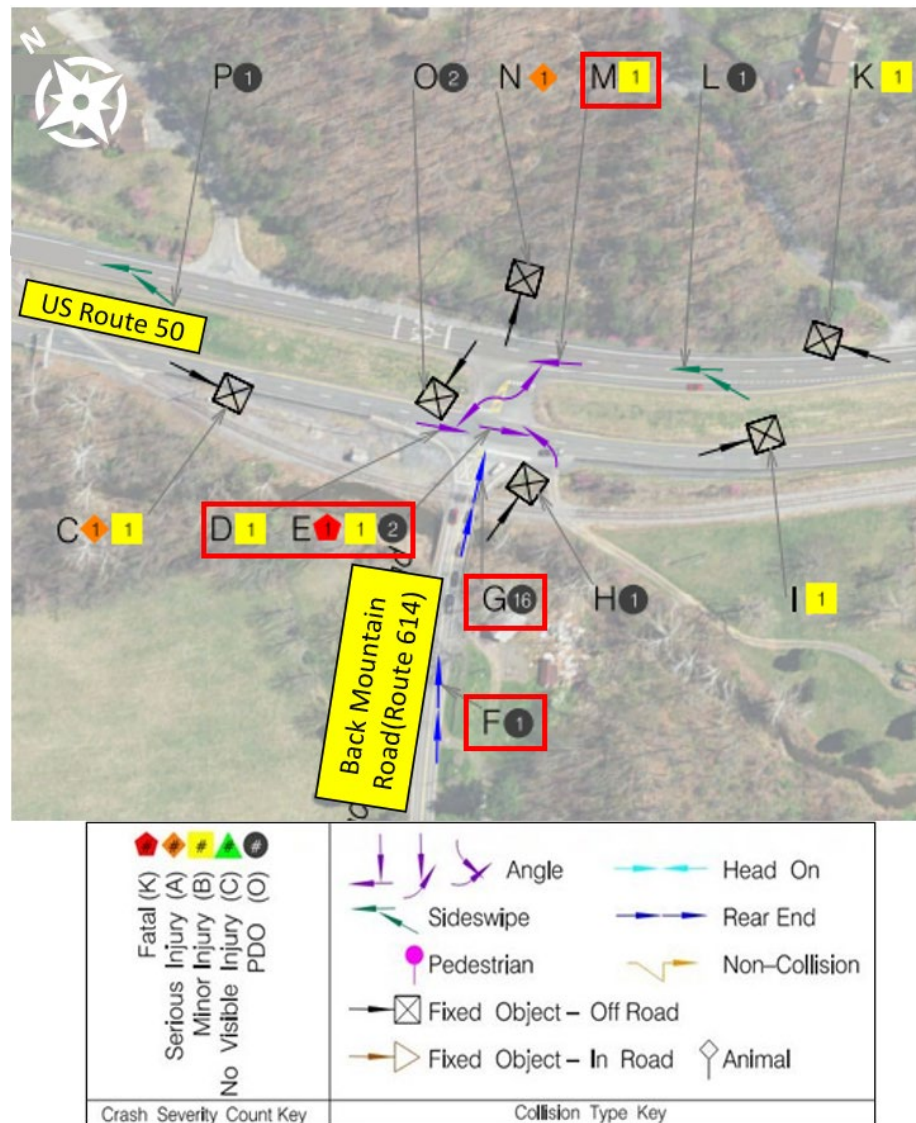 N
P 1
O 2
N 1
M 1
L 1
K 1
US Route 50
C 1 1
D 1
E 1 1 2
G 16
H 1
I 1
Back Mountain
Road(Route 614)
F 1
# # # # #
Fatal (K)
Serious Injury (A)
Minor Injury (B)
No Visible Injury (C)
PDO (O)
Angle
Head On
Sideswipe
Rear End
Pedestrian
Non-Collision
Fixed Object - Off Road
Fixed Object - In Road
Animal
Crash Severity Count Key
Collision Type Key